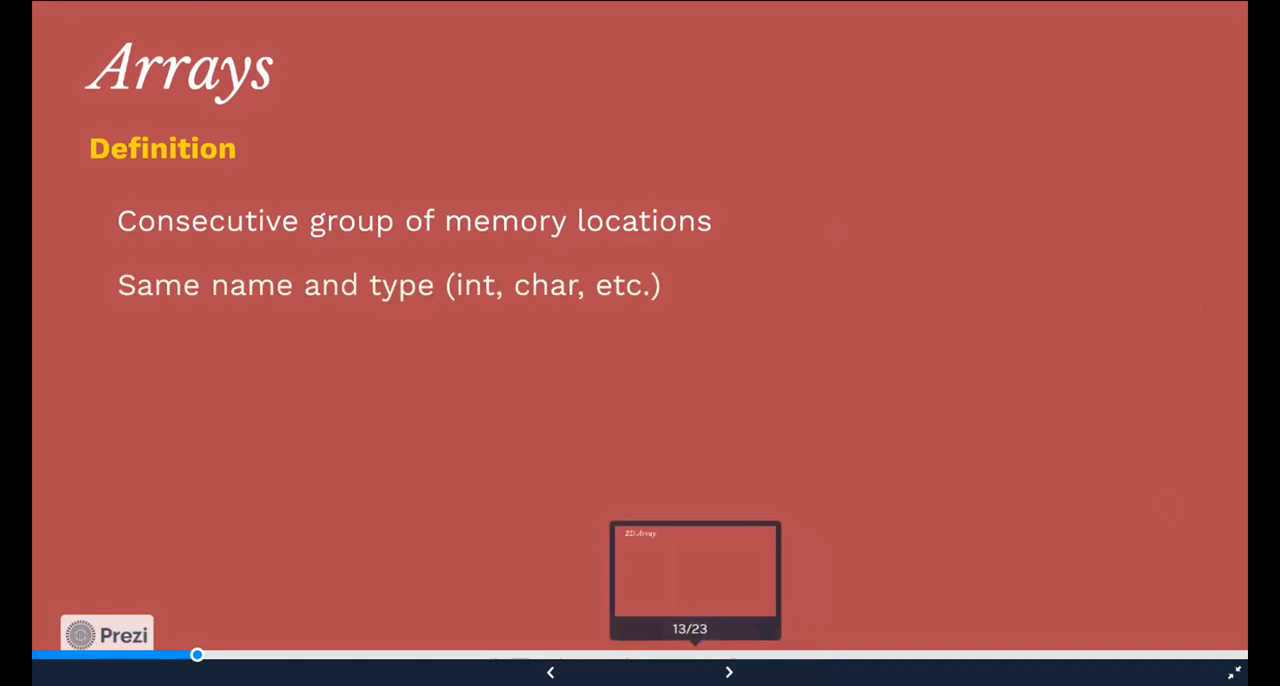 Arrays
Definition
Consecutive group of memory locations
Same name and type (int, char, etc.)
2D Array
13/23
Prezi